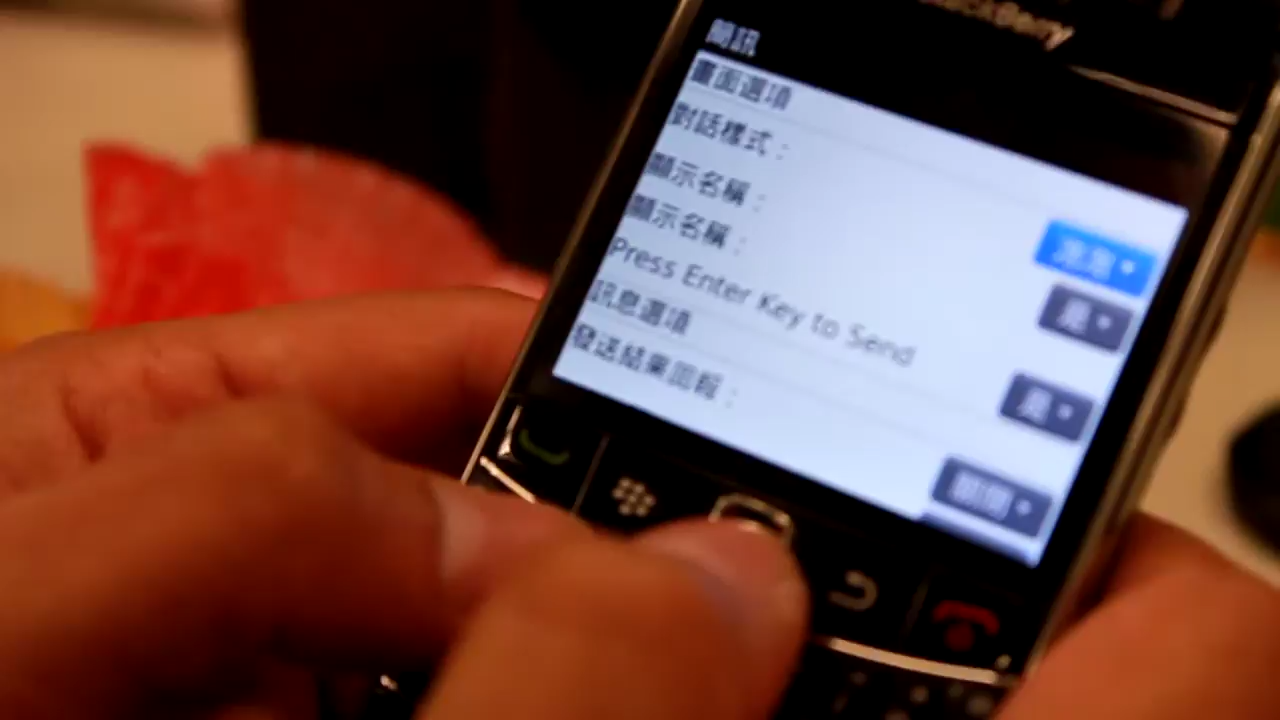 BlackBerry
簡訊
畫面選項
對話樣式：
顯示名稱：
是
顯示名稱：
是
Press Enter Key to Send
訊息選項
發送結果回報：